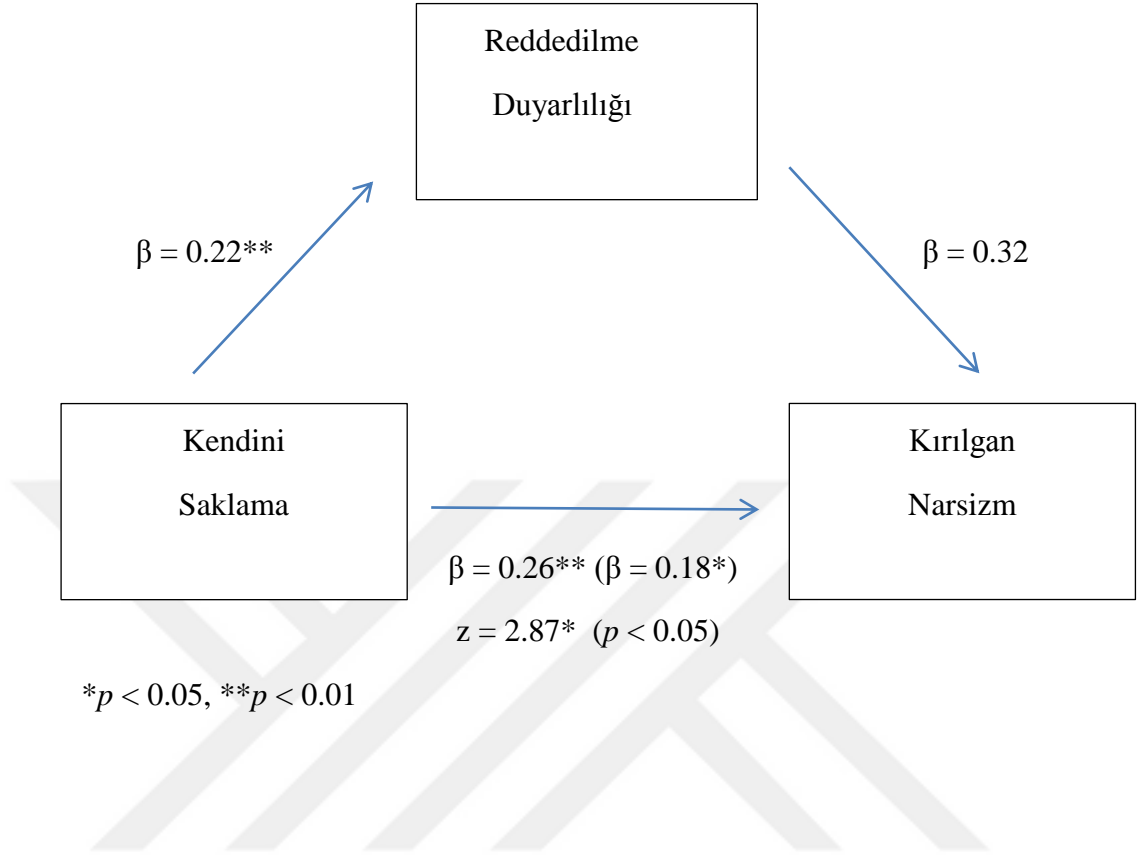 Reddedilme
Duyarlılığı
β = 0.22**
β = 0.32
Kendini
Saklama
Kırılgan
Narsizm
β = 0.26** (β = 0.18*)
z = 2.87* (p < 0.05)
*p < 0.05, **p < 0.01